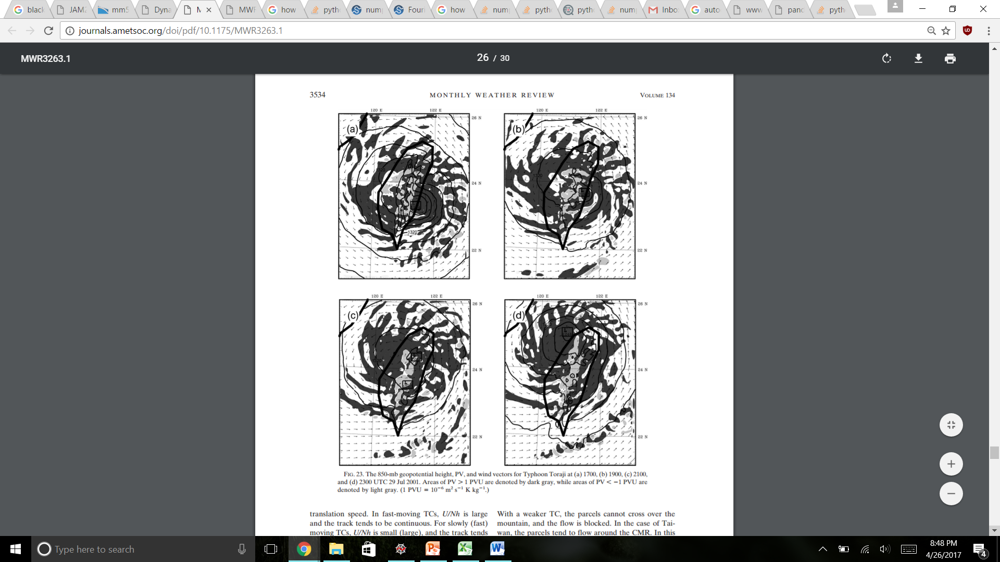 black
JAM
mm5
Dyna
M
MWF
how
pyth
num
Four
how
num
pyth
pyth
num
Inbo
auto
www
panc
pyth
journals.ametsoc.org/doi/pdf/10.1175/MWR3263.1
MWR3263.1
26 / 30
3534 MONTHLY WEATHER REVIEW VOLUME 134
120 E 122 E 120 E 122 E
(a) 26 N (b) 26 N
1320 1320
24 N 24 N
1320
22 N 22 N
120 E 122 E 120 E 122 E
(c) 26 N (d) 26 N
1320 1320
24 N 24 N
22 N 22 N
FIG. 23. The 850-mb geopotential height, PV, and wind vectors for Typhoon Toraji at (a) 1700, (b) 1900, (c) 2100,
and (d) 2300 UTC 29 Jul 2001. Areas of PV > 1 PVU are denoted by dark gray, while areas of PV < −1 PVU are
denoted by light gray. (1 PVU = 10⁻⁶ m² s⁻¹ K kg⁻¹.)
translation speed. In fast-moving TCs, U/Nh is large
and the track tends to be continuous. For slowly (fast)
moving TCs, U/Nh is small (large), and the track tends
With a weaker TC, the parcels cannot cross over the
mountain, and the flow is blocked. In the case of Tai-
wan, the parcels tend to flow around the CMR. In this
Type here to search
8:48 PM
4/26/2017
4